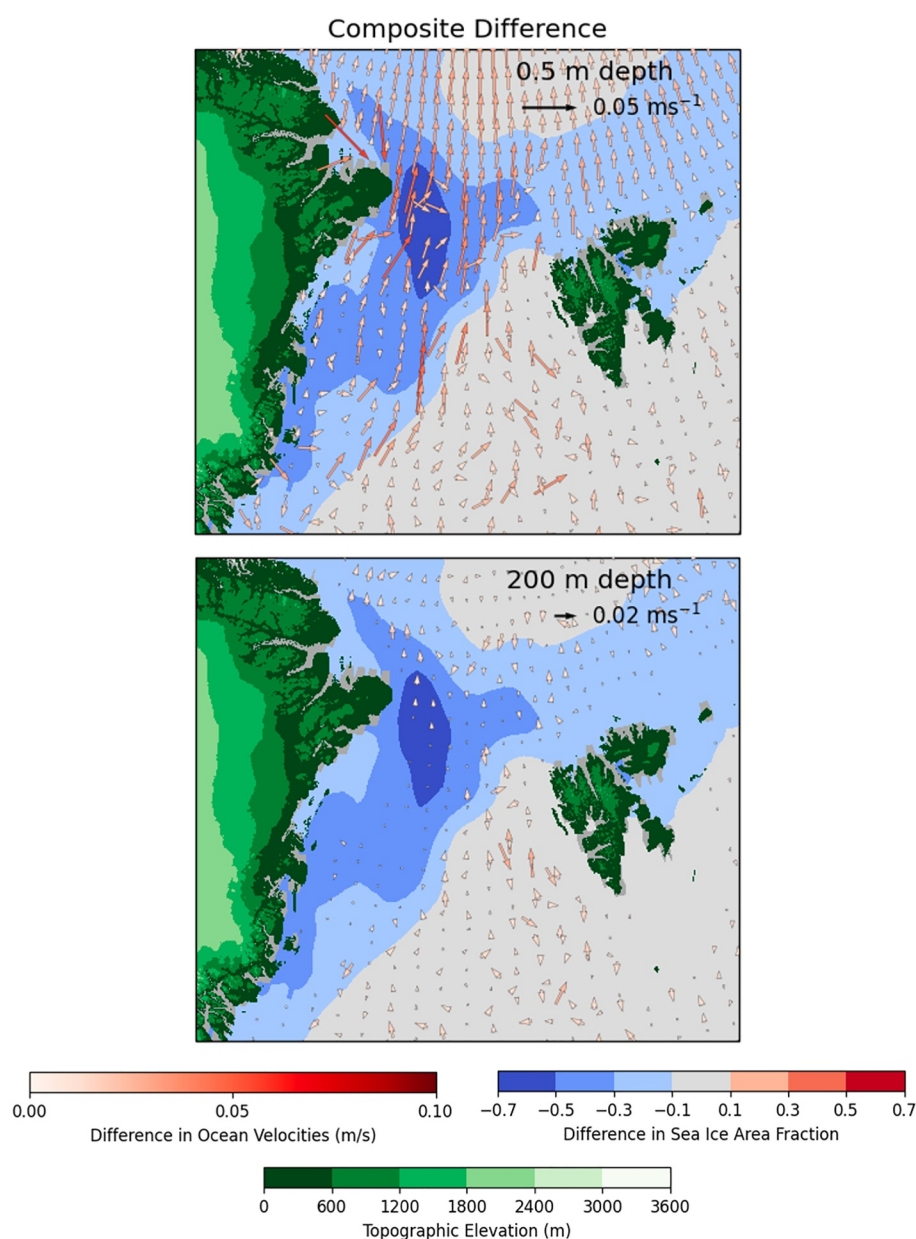 Composite Difference
0.5 m depth
0.05 ms⁻¹
200 m depth
0.02 ms⁻¹
0.00 0.05 0.10
Difference in Ocean Velocities (m/s)
−0.7 −0.5 −0.3 −0.1 0.1 0.3 0.5 0.7
Difference in Sea Ice Area Fraction
0 600 1200 1800 2400 3000 3600
Topographic Elevation (m)